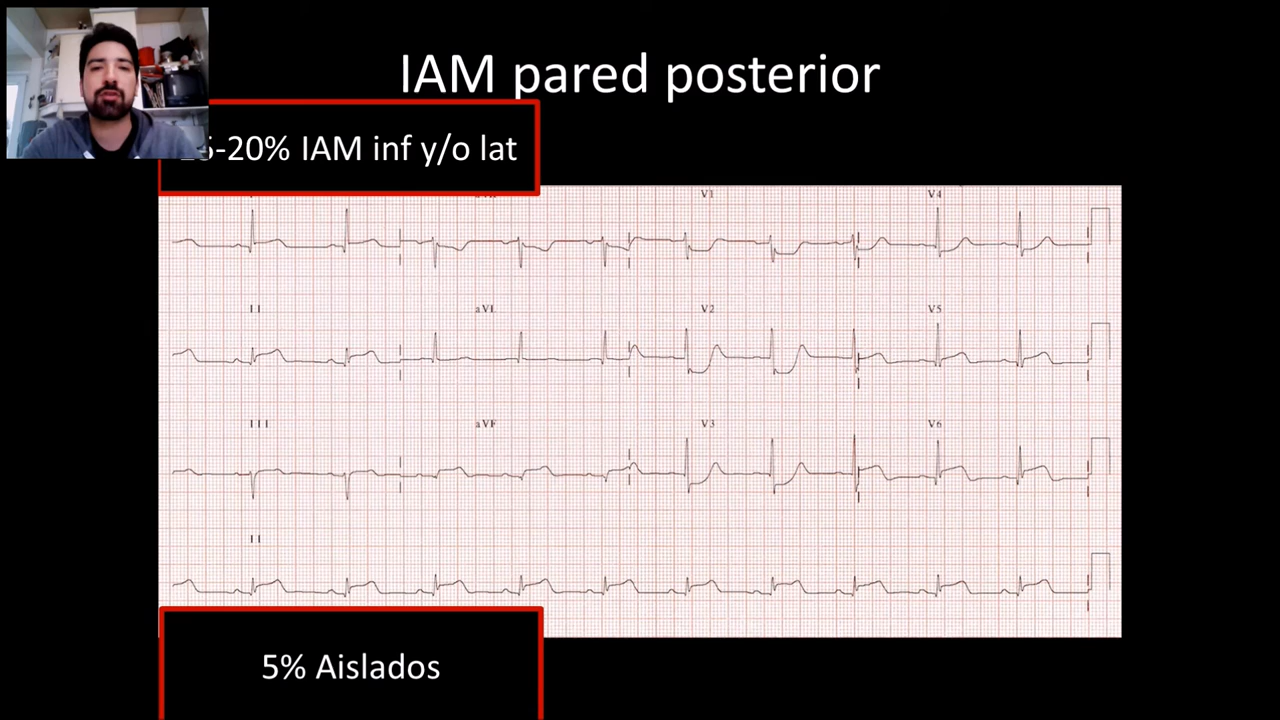 IAM pared posterior
-20% IAM inf y/o lat
V1
V4
II
aVL
V2
V5
III
aVF
V3
V6
II
5% Aislados